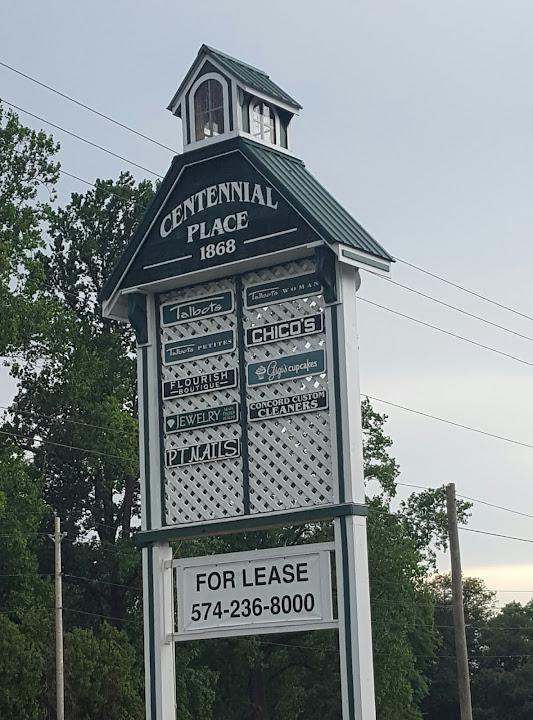 CENTENNIAL
PLACE
1868
Talbots
Talbots WOMAN
Talbots PETITES
CHICO'S
FLOURISH
BOUTIQUE
Gigi's cupcakes
JEWELRY
CONCORD CUSTOM
CLEANERS
P.T.NAILS
FOR LEASE
574-236-8000